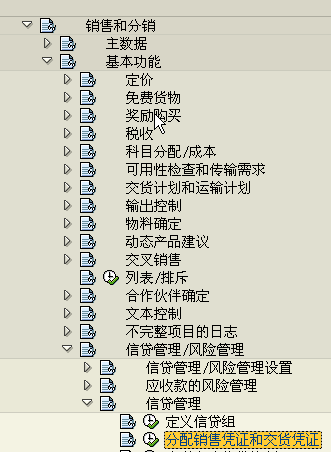 销售和分销
主数据
基本功能
定价
免费货物
奖励购买
税收
科目分配/成本
可用性检查和传输需求
交货计划和运输计划
输出控制
物料确定
动态产品建议
交叉销售
列表/排斥
合作伙伴确定
文本控制
不完整项目的日志
信贷管理/风险管理
信贷管理/风险管理设置
应收款的风险管理
信贷管理
定义信贷组
分配销售凭证和交货凭证